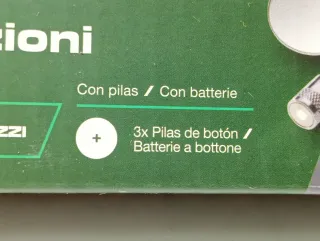 zioni
Con pilas / Con batterie
ZZI
+
3x Pilas de botón /
Batterie a bottone